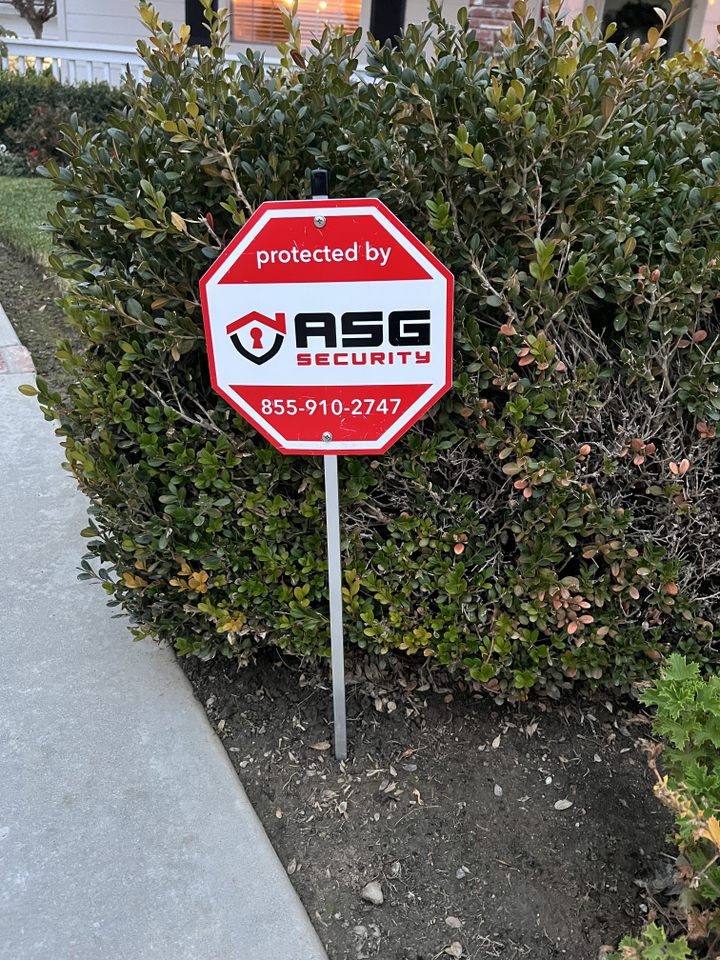 protected by
ASG
SECURITY
855-910-2747